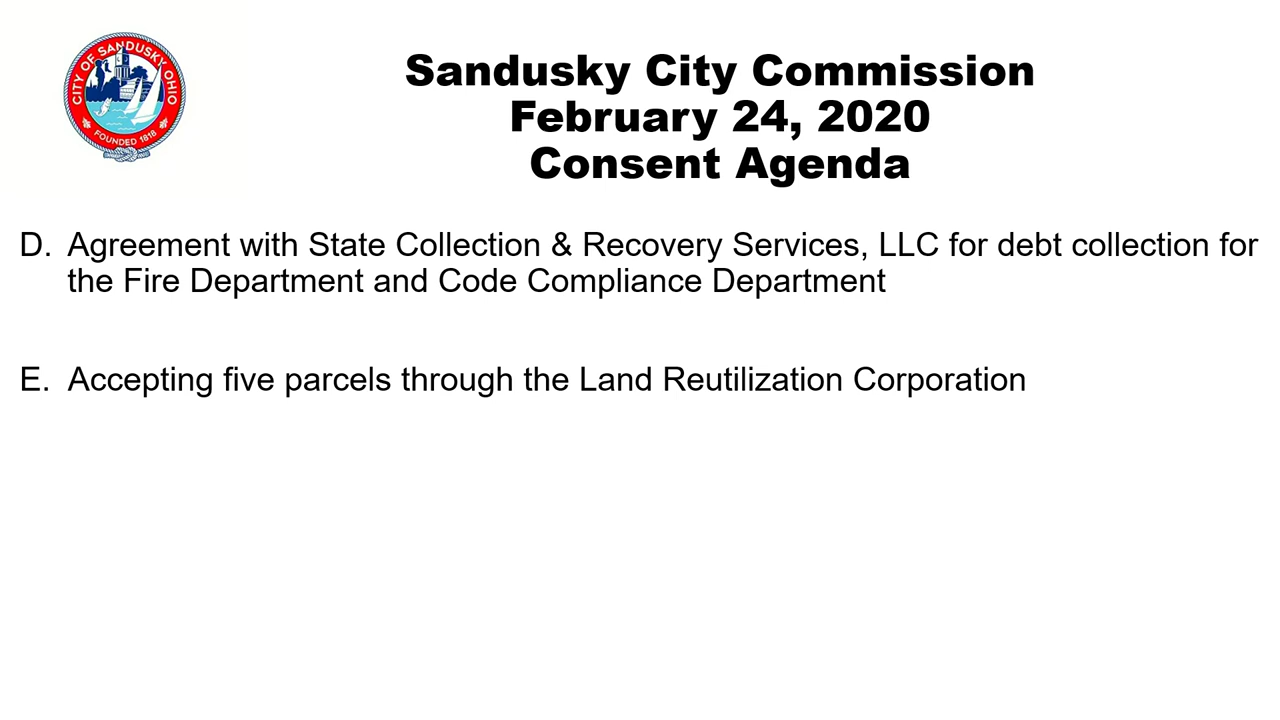 CITY OF SANDUSKY, OHIO
FOUNDED 1818
Sandusky City Commission
February 24, 2020
Consent Agenda
D. Agreement with State Collection & Recovery Services, LLC for debt collection for
the Fire Department and Code Compliance Department
E. Accepting five parcels through the Land Reutilization Corporation